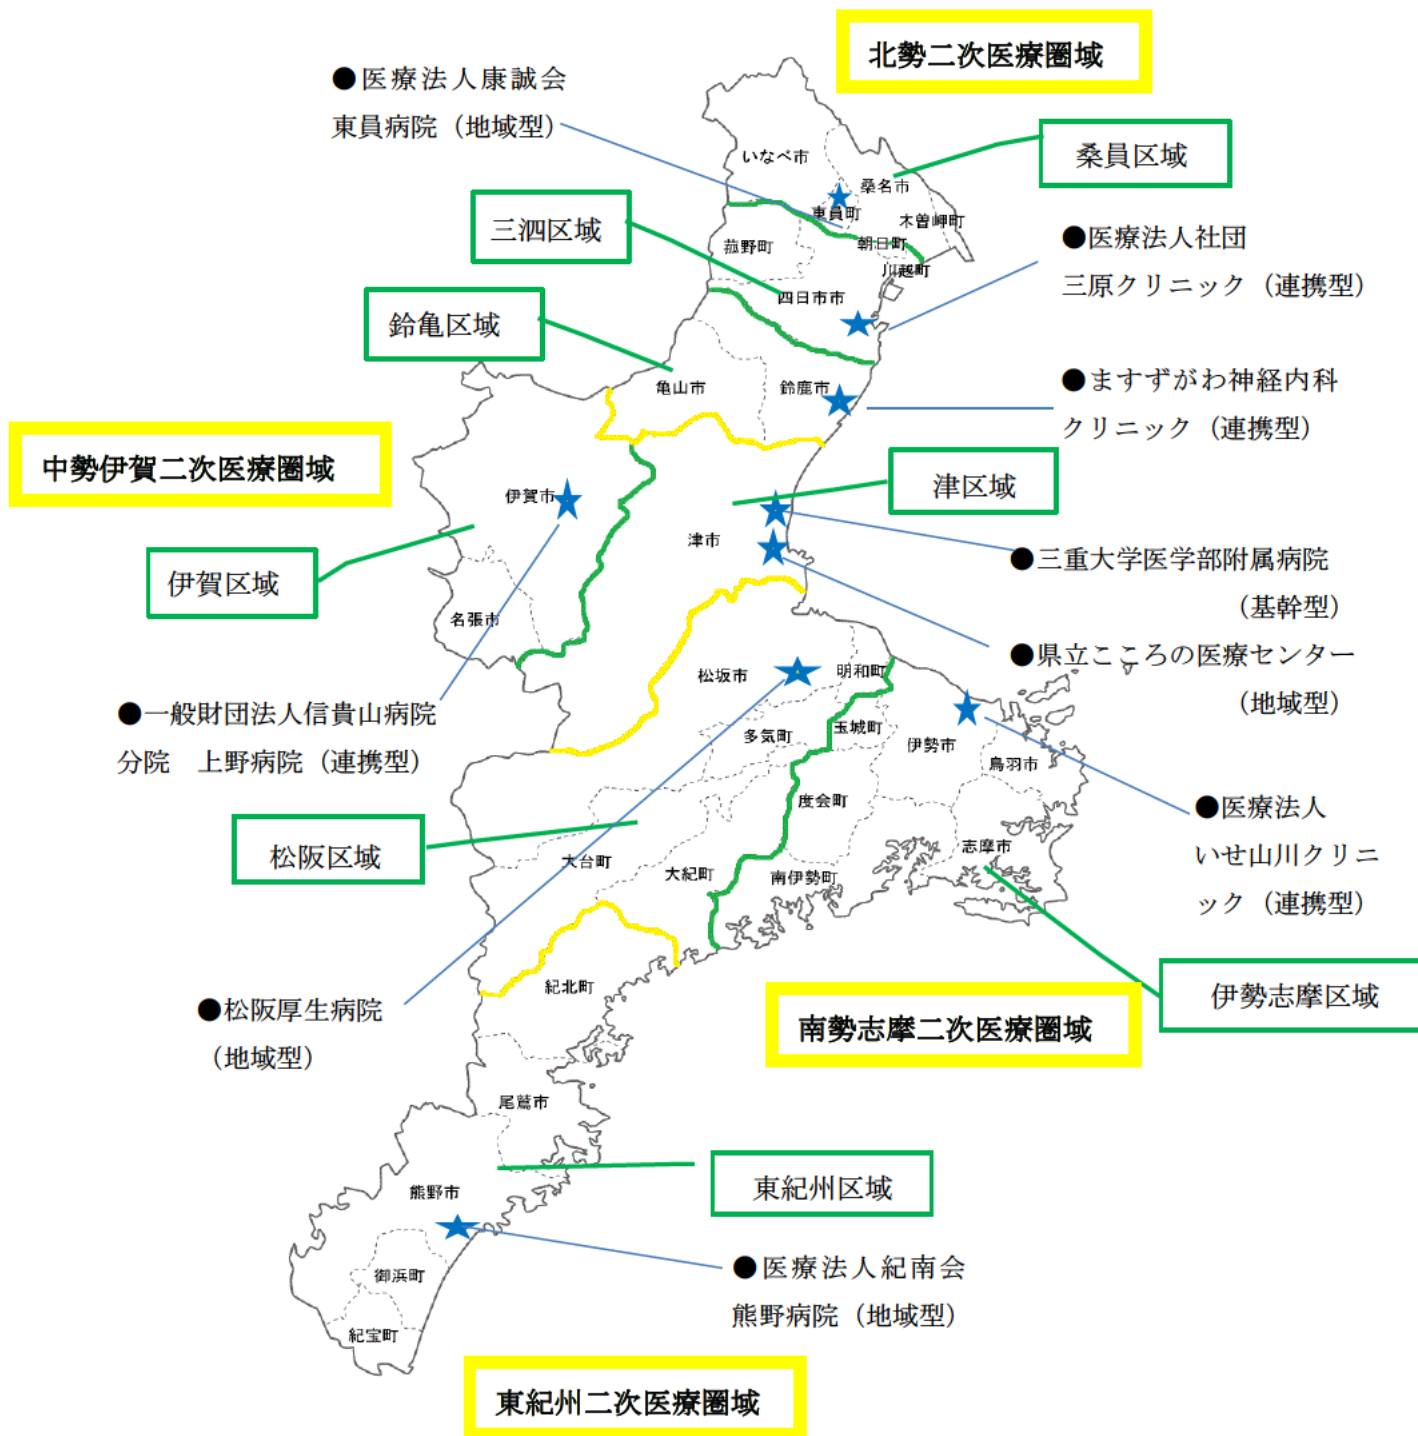 北勢二次医療圏域
●医療法人康誠会
東員病院（地域型）
桑員区域
いなべ市
桑名市
東員町
木曽岬町
三泗区域
菰野町
朝日町
川越町
●医療法人社団
三原クリニック（連携型）
四日市市
鈴亀区域
亀山市
鈴鹿市
●ますずがわ神経内科
クリニック（連携型）
中勢伊賀二次医療圏域
伊賀市
津区域
津市
伊賀区域
●三重大学医学部附属病院
（基幹型）
名張市
●県立こころの医療センター
（地域型）
松坂市
明和町
●一般財団法人信貴山病院
分院　上野病院（連携型）
多気町
玉城町
伊勢市
鳥羽市
度会町
●医療法人
いせ山川クリニ
ック（連携型）
松阪区域
大台町
大紀町
南伊勢町
志摩市
伊勢志摩区域
紀北町
●松阪厚生病院
（地域型）
南勢志摩二次医療圏域
尾鷲市
東紀州区域
熊野市
御浜町
●医療法人紀南会
熊野病院（地域型）
紀宝町
東紀州二次医療圏域